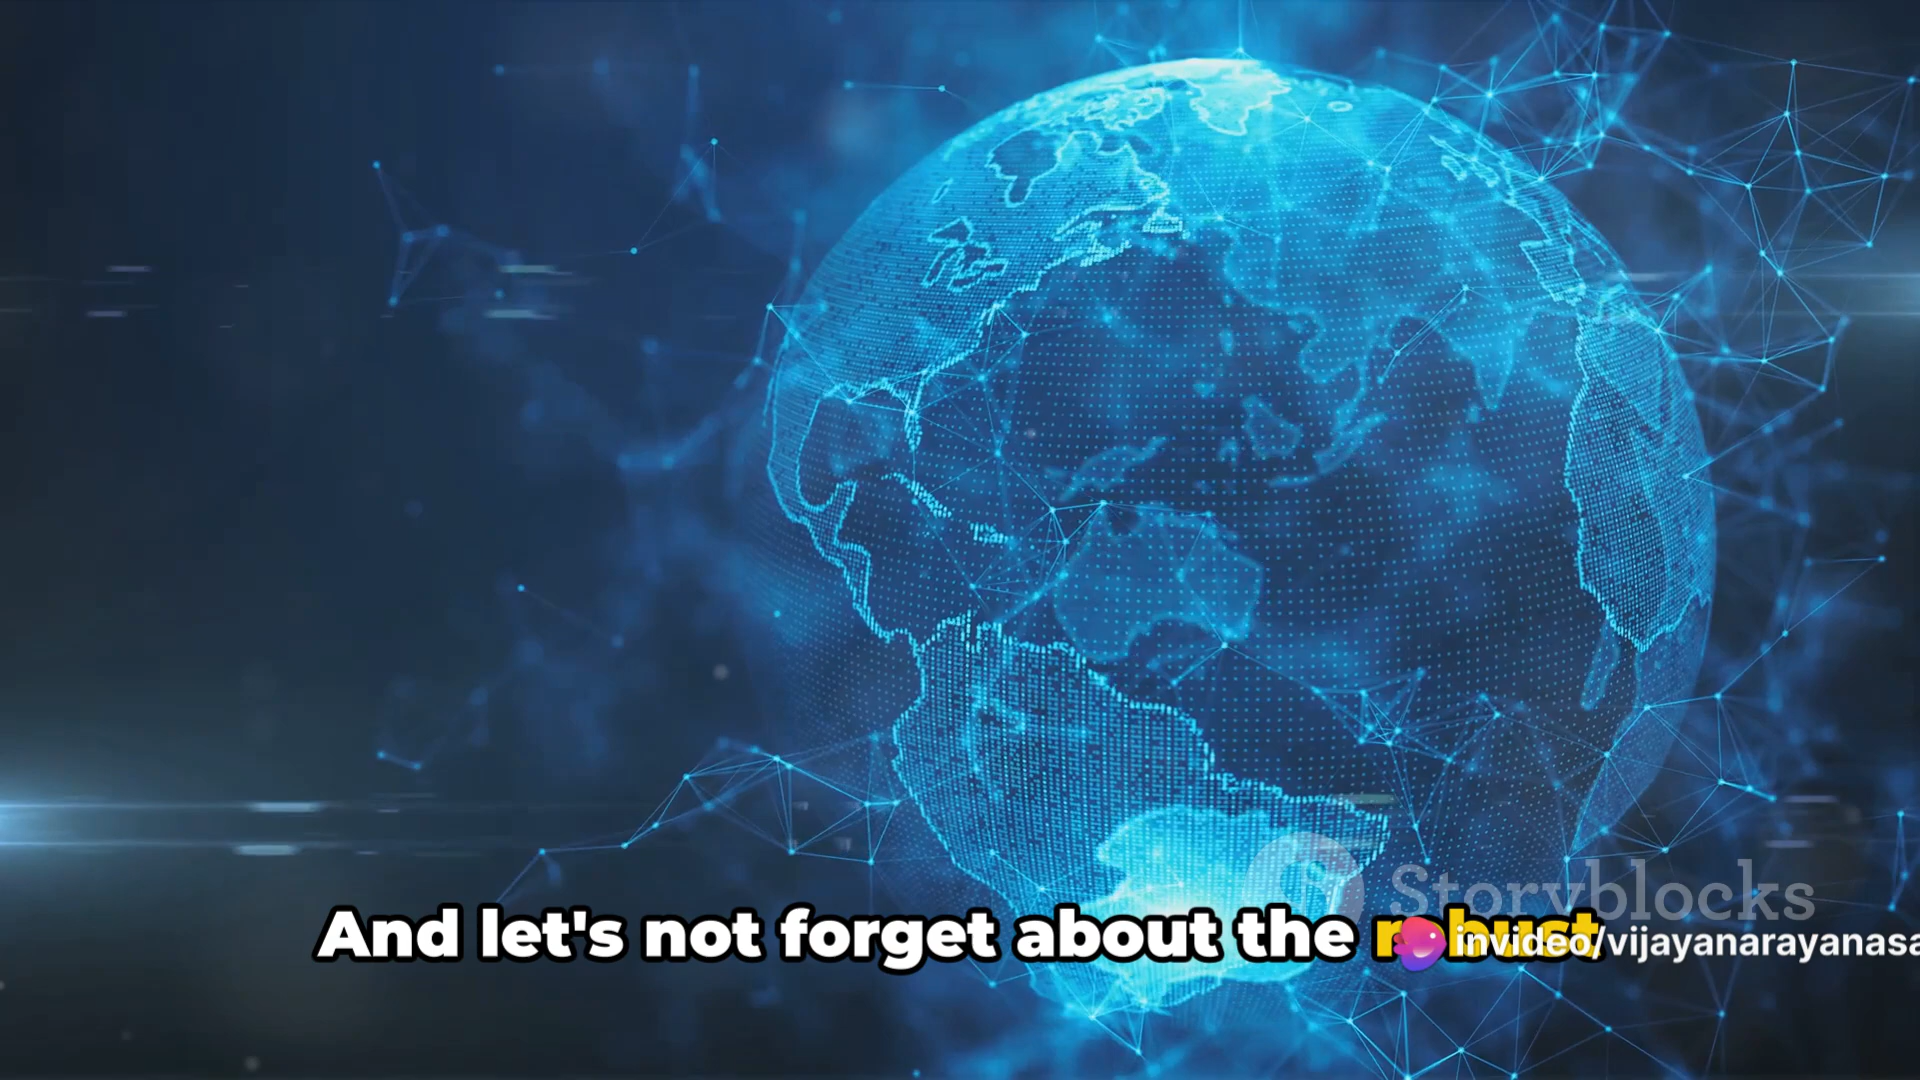 Storyblocks
And let's not forget about the robust
invideo/vijayanarayanasa